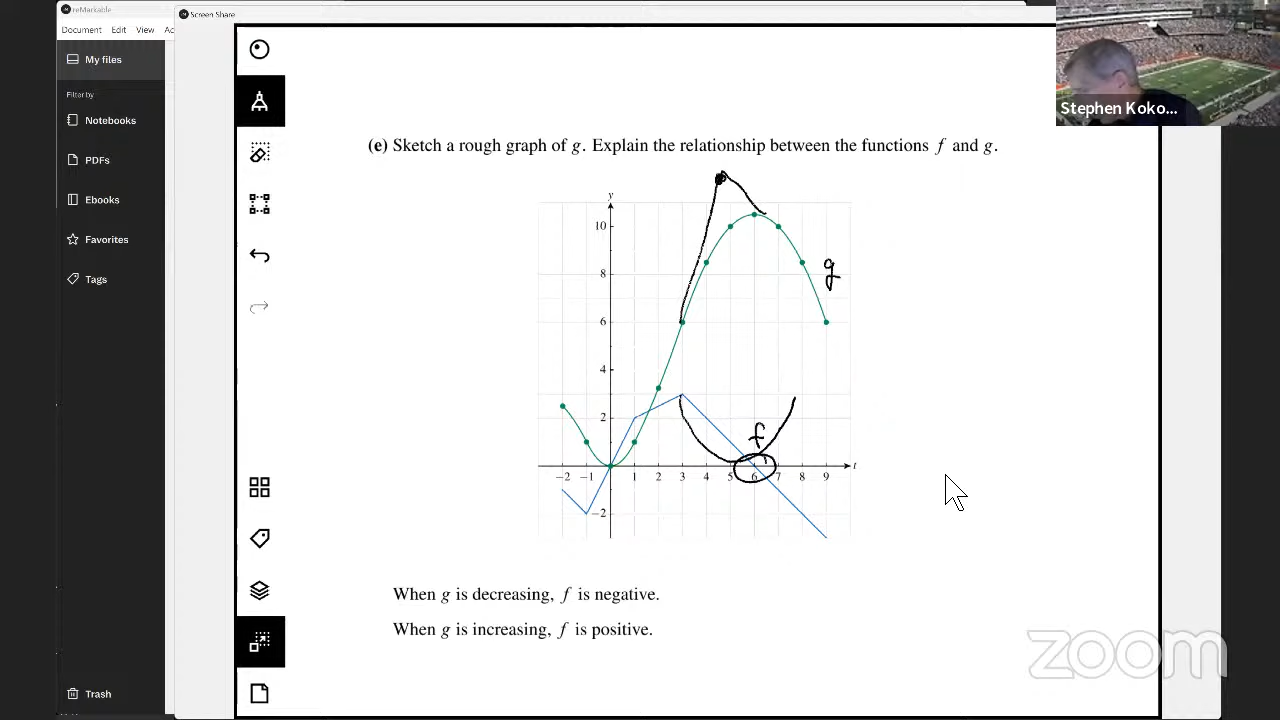 reMarkable
Screen Share
Document Edit View
My files
Filter by
Notebooks
PDFs
Ebooks
Favorites
Tags
Trash
Stephen Koko...
(e) Sketch a rough graph of g. Explain the relationship between the functions f and g.
y
10
8
6
4
2
−2
g
f
−2 −1 1 2 3 4 5 6 7 8 9 t
When g is decreasing, f is negative.
When g is increasing, f is positive.
zoom